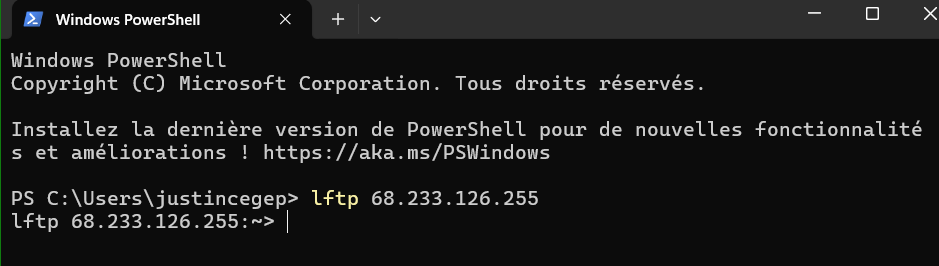 Windows PowerShell
Windows PowerShell
Copyright (C) Microsoft Corporation. Tous droits réservés.
Installez la dernière version de PowerShell pour de nouvelles fonctionnalité
s et améliorations ! https://aka.ms/PSWindows
PS C:\Users\justincegep> lftp 68.233.126.255
lftp 68.233.126.255:~>